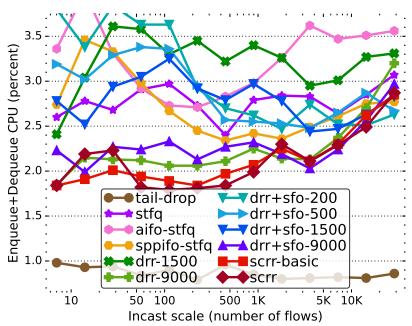 Enqueue+Dequeue CPU (percent)
3.5
3.0
2.5
2.0
1.5
1.0
tail-drop
stfq
aifo-stfq
sppifo-stfq
drr-1500
drr-9000
drr+sfo-200
drr+sfo-500
drr+sfo-1500
drr+sfo-9000
scrr-basic
scrr
10 50 100 500 1K 5K 10K
Incast scale (number of flows)